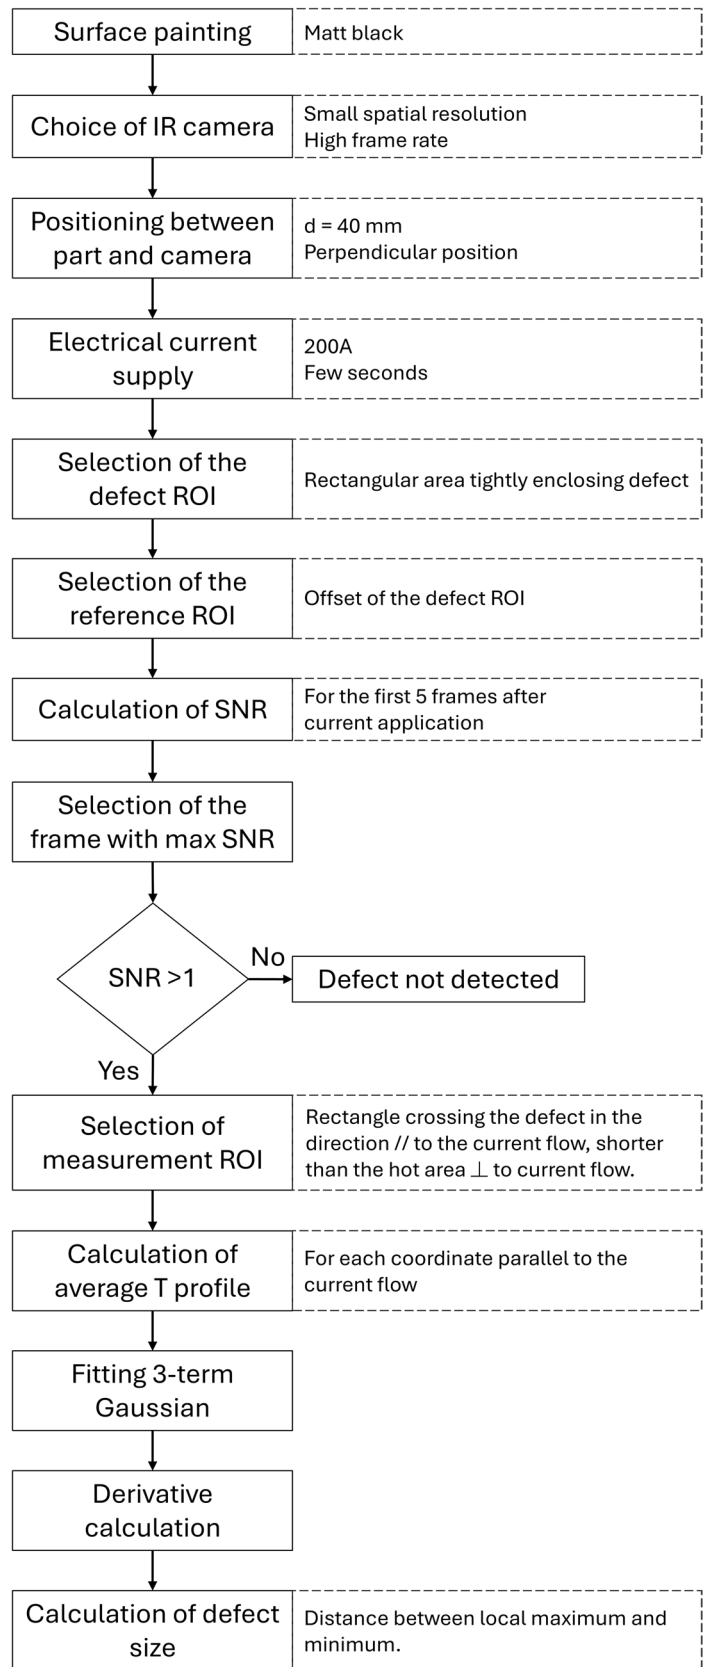 Surface painting
Matt black
Choice of IR camera
Small spatial resolution
High frame rate
Positioning between
part and camera
d = 40 mm
Perpendicular position
Electrical current
supply
200A
Few seconds
Selection of the
defect ROI
Rectangular area tightly enclosing defect
Selection of the
reference ROI
Offset of the defect ROI
Calculation of SNR
For the first 5 frames after
current application
Selection of the
frame with max SNR
SNR >1
No
Defect not detected
Yes
Selection of
measurement ROI
Rectangle crossing the defect in the
direction // to the current flow, shorter
than the hot area ⊥ to current flow.
Calculation of
average T profile
For each coordinate parallel to the
current flow
Fitting 3-term
Gaussian
Derivative
calculation
Calculation of defect
size
Distance between local maximum and
minimum.